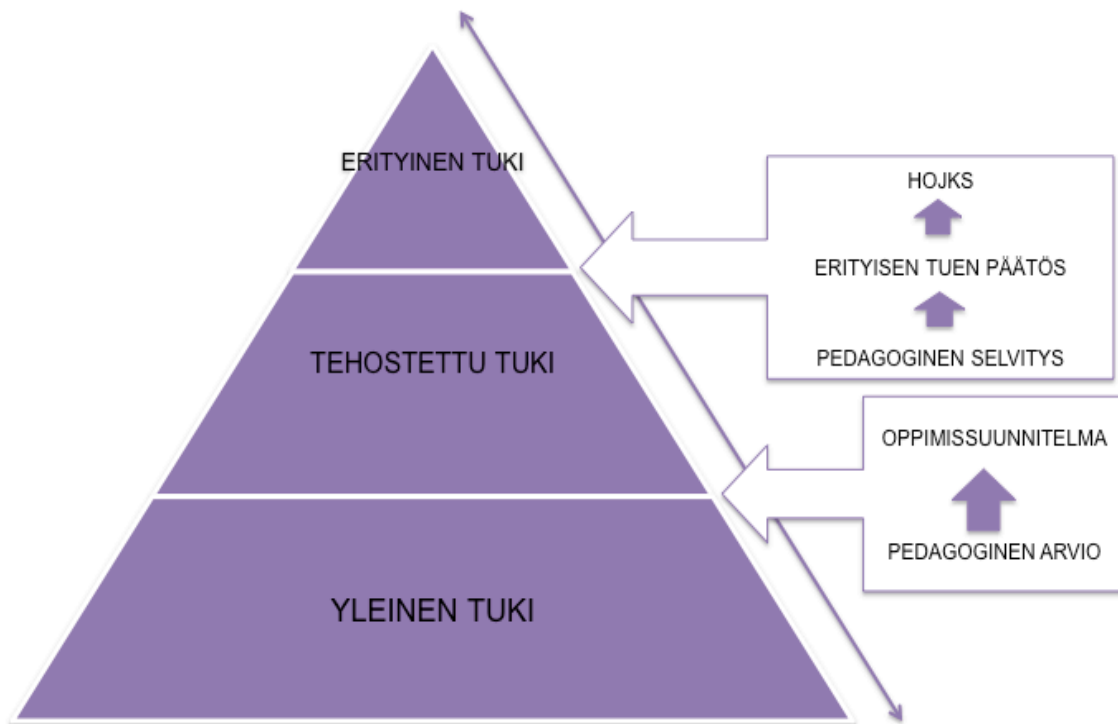 ERITYINEN TUKI
TEHOSTETTU TUKI
YLEINEN TUKI
HOJKS
ERITYISEN TUEN PÄÄTÖS
PEDAGOGINEN SELVITYS
OPPIMISSUUNNITELMA
PEDAGOGINEN ARVIO